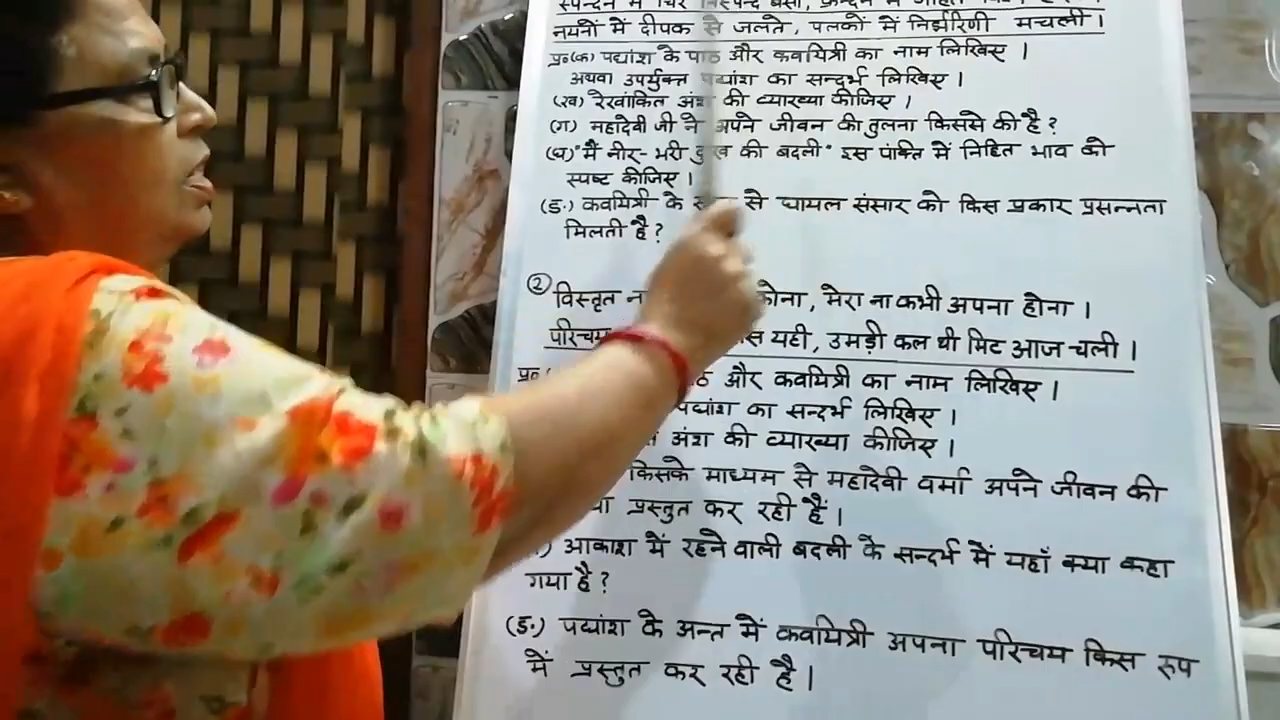 स्पन्दन में चिर बसा, क्रन्दन में
नयनों में दीपक से जलते, पलकों में निर्झरिणी मचली।
प्र०(क) पद्यांश के पाठ और कवयित्री का नाम लिखिए।
अथवा उपर्युक्त पद्यांश का सन्दर्भ लिखिए।
(ख) रेखांकित अंश की व्याख्या कीजिए।
(ग) महादेवी जी ने अपने जीवन की तुलना किससे की है?
(घ) "मैं नीर-भरी दुख की बदली" इस पंक्ति में निहित भाव को
स्पष्ट कीजिए।
(ङ.) कवयित्री के से घायल संसार को किस प्रकार प्रसन्नता
मिलती है?
② विस्तृत कोना, मेरा ना कभी अपना होना।
परिचय यही, उमड़ी कल थी मिट आज चली।
प्र० और कवयित्री का नाम लिखिए।
पद्यांश का सन्दर्भ लिखिए।
अंश की व्याख्या कीजिए।
किसके माध्यम से महादेवी वर्मा अपने जीवन की
प्रस्तुत कर रही हैं।
आकाश में रहने वाली बदली के सन्दर्भ में यहाँ क्या कहा
गया है?
(ङ.) पद्यांश के अन्त में कवयित्री अपना परिचय किस रूप
में प्रस्तुत कर रही है।